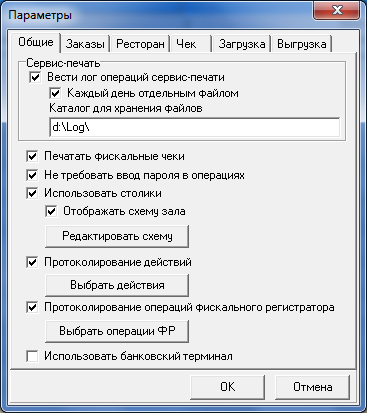 Параметры
Общие Заказы Ресторан Чек Загрузка Выгрузка
Сервис-печать
Вести лог операций сервис-печати
Каждый день отдельным файлом
Каталог для хранения файлов
d:\Log\
Печатать фискальные чеки
Не требовать ввод пароля в операциях
Использовать столики
Отображать схему зала
Редактировать схему
Протоколирование действий
Выбрать действия
Протоколирование операций фискального регистратора
Выбрать операции ФР
Использовать банковский терминал
OK Отмена